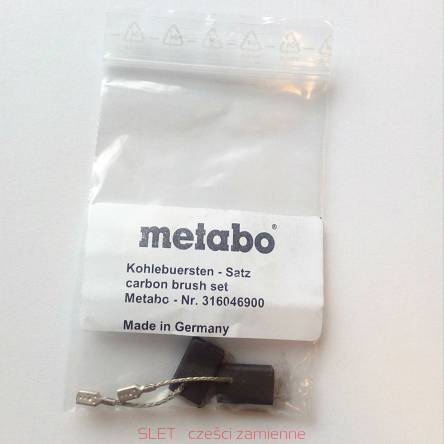 metabo®
Kohlebuersten - Satz
carbon brush set
Metabo - Nr. 316046900
Made in Germany
SLET części zamienne